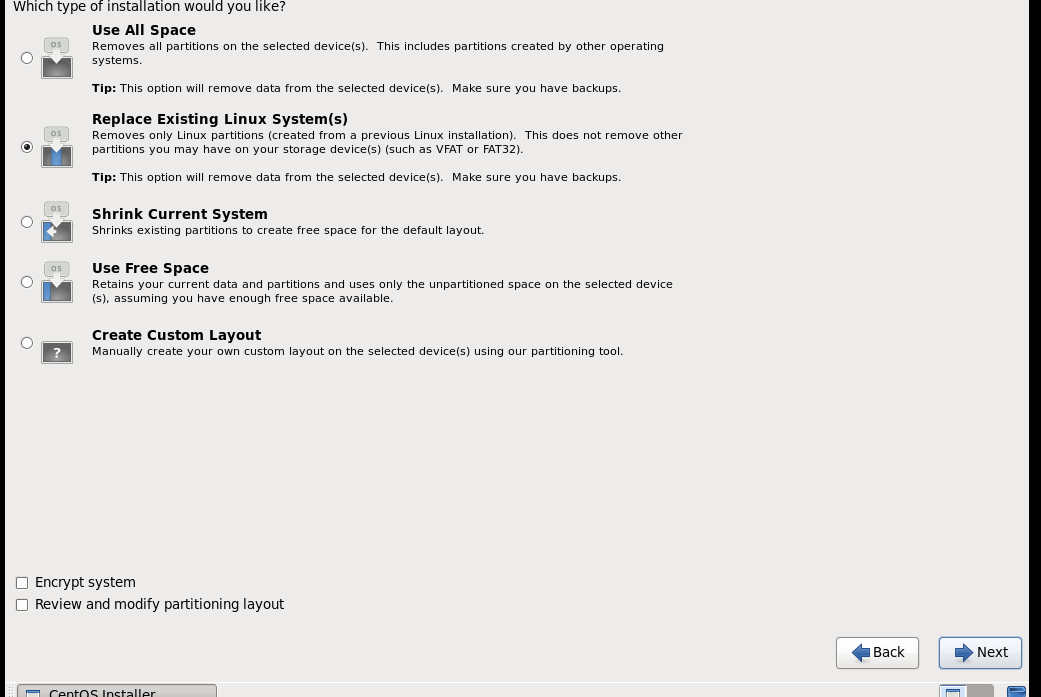 Which type of installation would you like?
OS
Use All Space
Removes all partitions on the selected device(s).  This includes partitions created by other operating
systems.
Tip: This option will remove data from the selected device(s).  Make sure you have backups.
OS
Replace Existing Linux System(s)
Removes only Linux partitions (created from a previous Linux installation).  This does not remove other
partitions you may have on your storage device(s) (such as VFAT or FAT32).
Tip: This option will remove data from the selected device(s).  Make sure you have backups.
OS
Shrink Current System
Shrinks existing partitions to create free space for the default layout.
OS
Use Free Space
Retains your current data and partitions and uses only the unpartitioned space on the selected device
(s), assuming you have enough free space available.
?
Create Custom Layout
Manually create your own custom layout on the selected device(s) using our partitioning tool.
Encrypt system
Review and modify partitioning layout
Back
Next
CentOS Installer